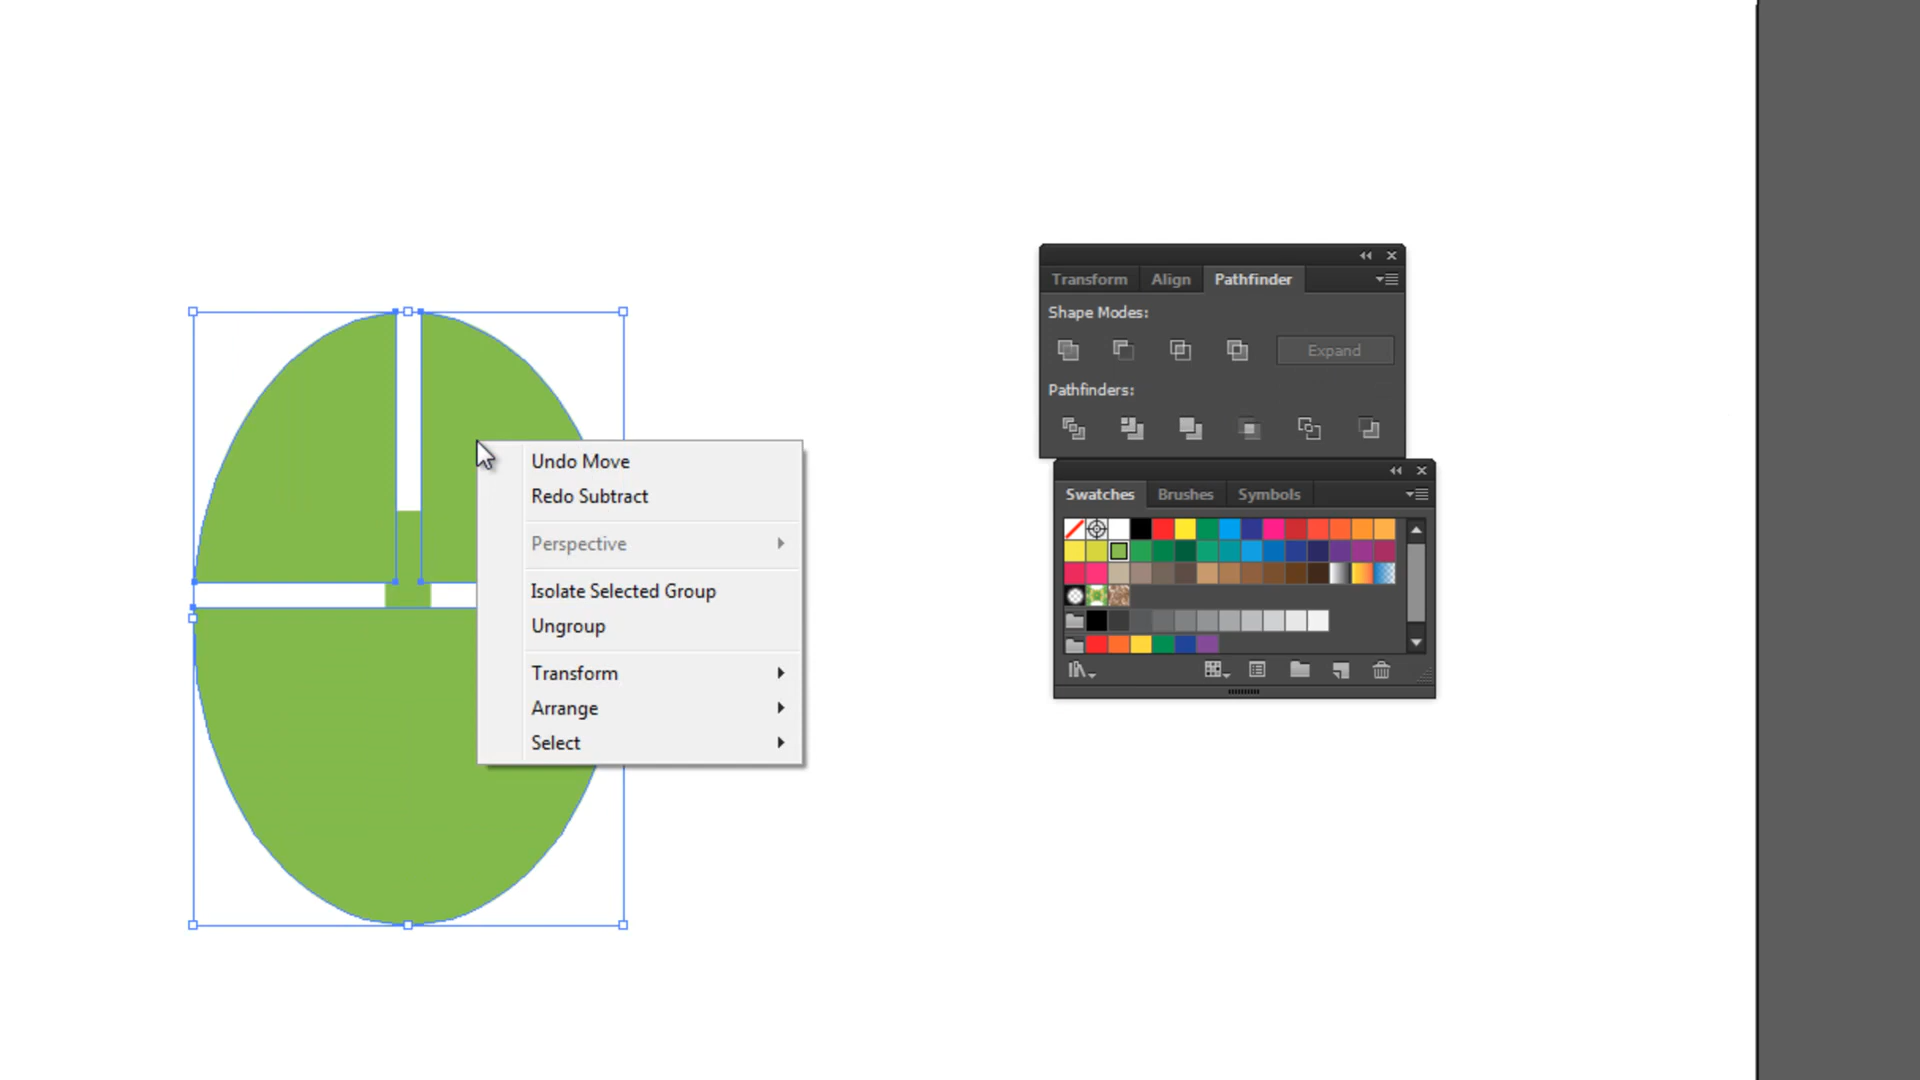 Transform Align Pathfinder
Shape Modes:
Expand
Pathfinders:
Undo Move
Redo Subtract
Perspective
Isolate Selected Group
Ungroup
Transform
Arrange
Select
Swatches Brushes Symbols